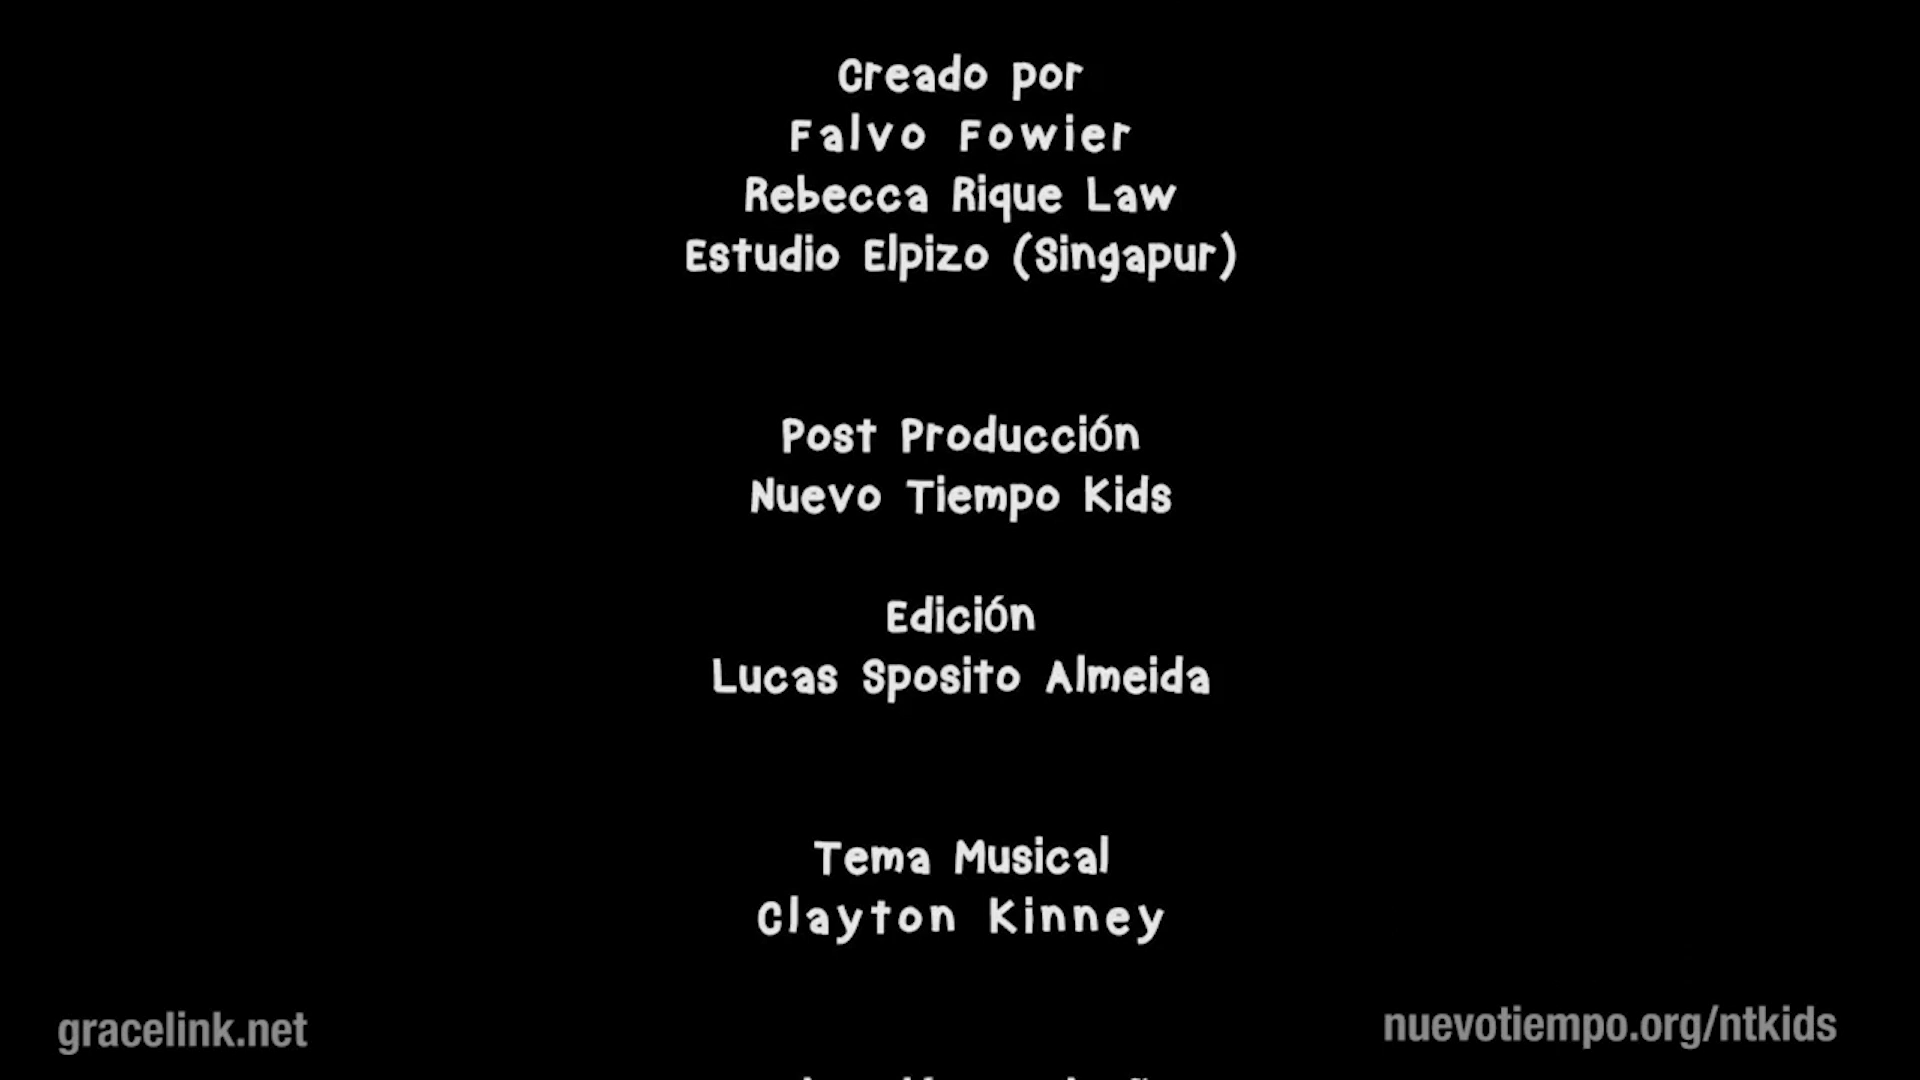 Creado por
Falvo Fowier
Rebecca Rique Law
Estudio Elpizo (Singapur)
Post Producción
Nuevo Tiempo Kids
Edición
Lucas Sposito Almeida
Tema Musical
Clayton Kinney
gracelink.net
nuevotiempo.org/ntkids